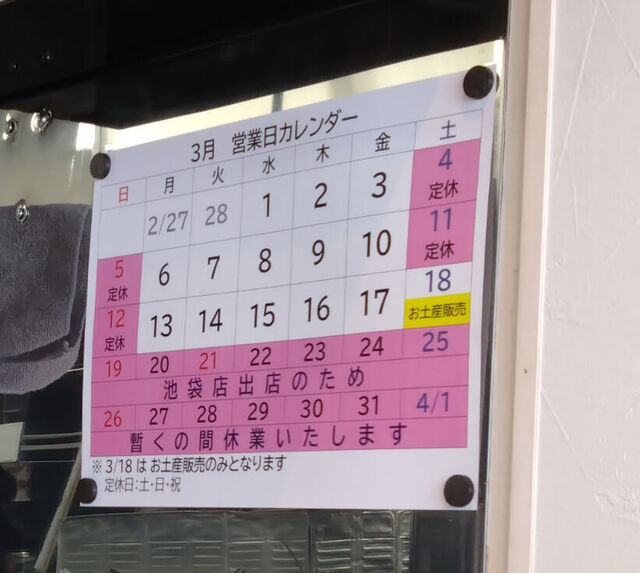 3月 営業日カレンダー
日 月 火 水 木 金 土
2/27 28 1 2 3 4
定休
5 6 7 8 9 10 11
定休 定休
12 13 14 15 16 17 18
定休 お土産販売
19 20 21 22 23 24 25
池袋店出店のため
26 27 28 29 30 31 4/1
暫くの間休業いたします
※ 3/18 は お土産販売のみとなります
定休日:土・日・祝